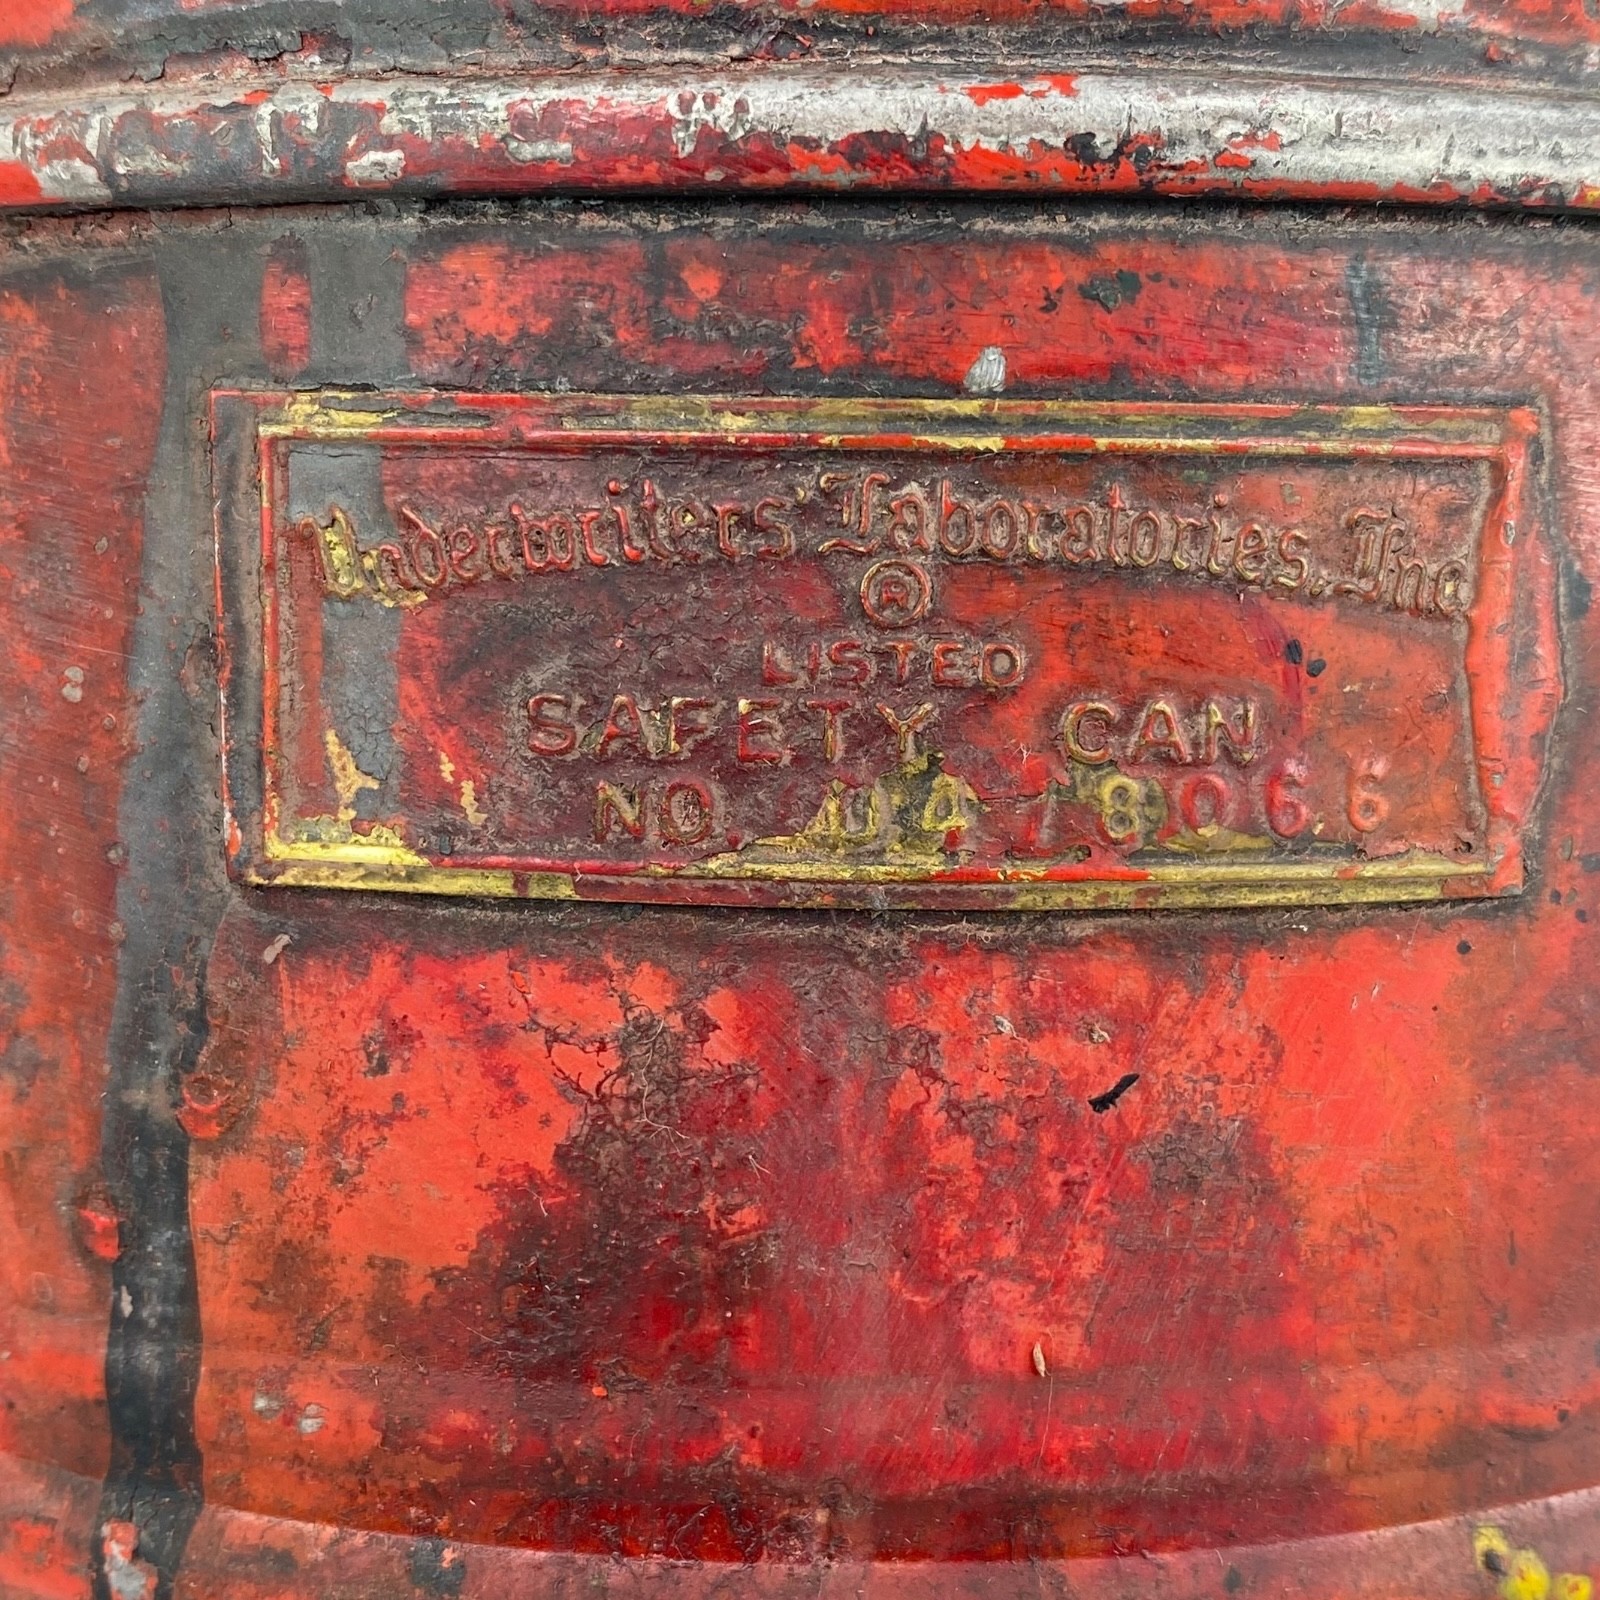 Underwriters' Laboratories, Inc
®
LISTED
SAFETY CAN
NO.